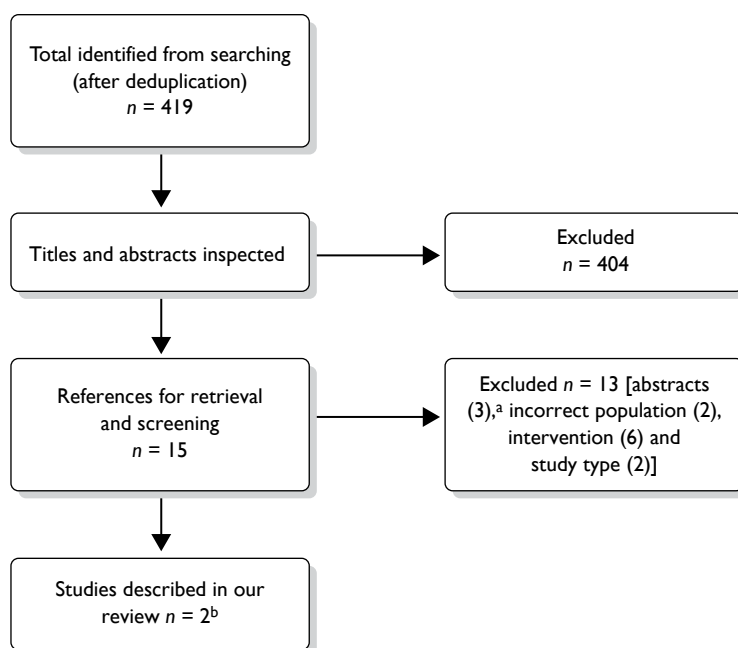 Total identified from searching
(after deduplication)
n = 419
Titles and abstracts inspected
Excluded
n = 404
References for retrieval
and screening
n = 15
Excluded n = 13 [abstracts
(3),ᵃ incorrect population (2),
intervention (6) and
study type (2)]
Studies described in our
review n = 2ᵇ